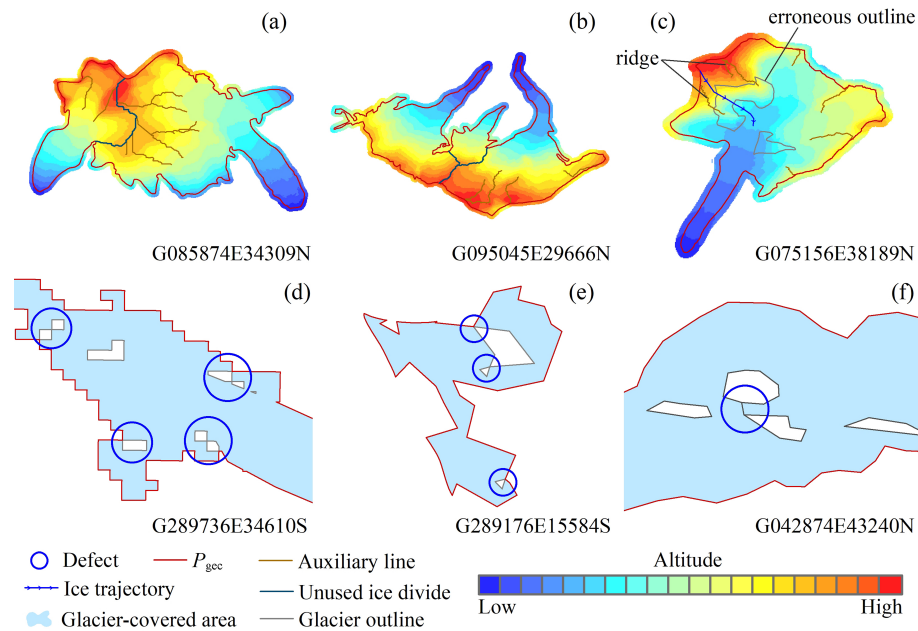 (a)
(b)
(c)
erroneous outline
ridge
G085874E34309N
G095045E29666N
G075156E38189N
(d)
(e)
(f)
G289736E34610S
G289176E15584S
G042874E43240N
Defect
Pgec
Auxiliary line
Altitude
Ice trajectory
Unused ice divide
Glacier-covered area
Glacier outline
Low
High